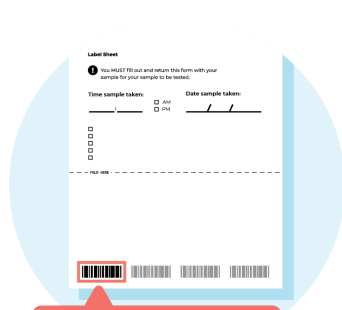 Label Sheet
! You MUST fill out and return this form with your
sample for your sample to be tested.
Time sample taken: Date sample taken:
: AM / /
PM
FOLD HERE